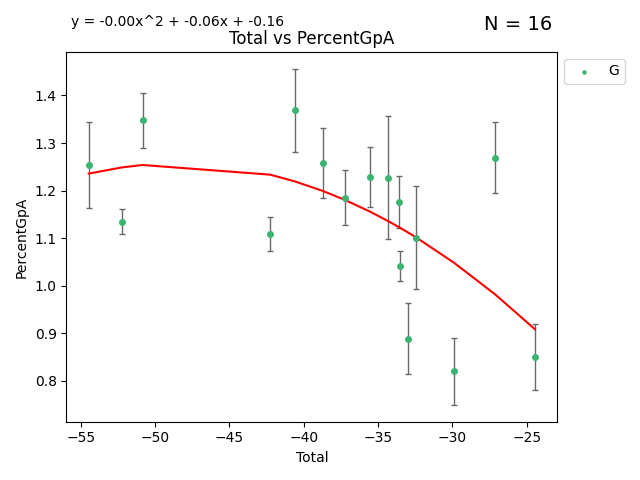 y = -0.00x^2 + -0.06x + -0.16
N = 16
Total vs PercentGpA
G
PercentGpA
1.4
1.3
1.2
1.1
1.0
0.9
0.8
−55
−50
−45
−40
−35
−30
−25
Total